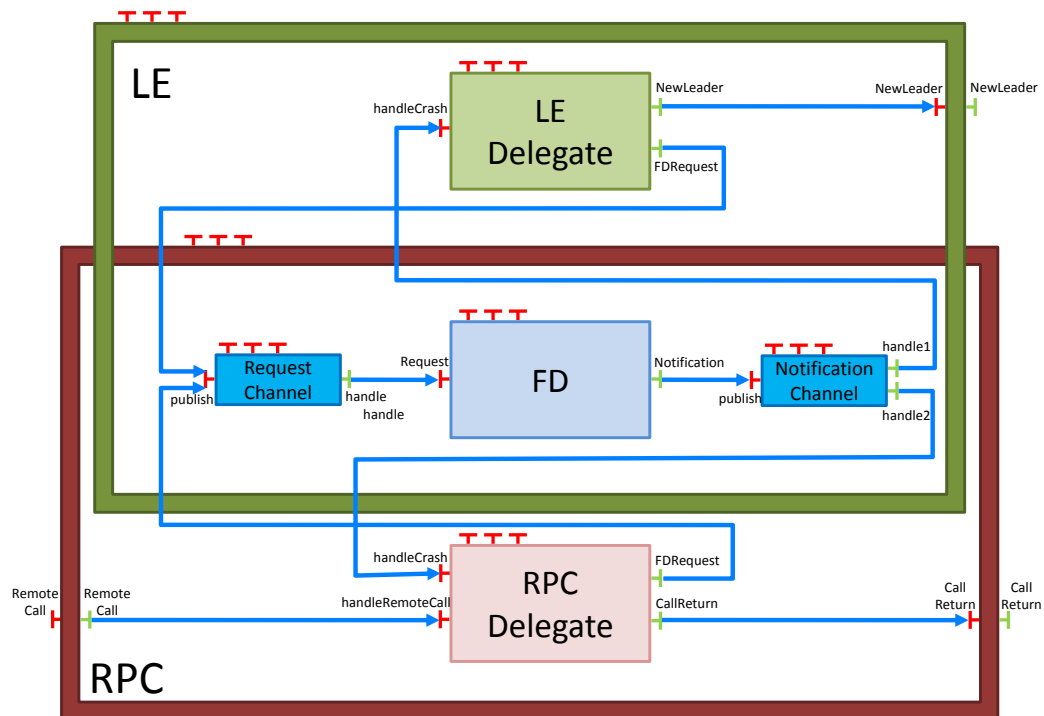 LE
NewLeader
NewLeader
NewLeader
handleCrash
LE
Delegate
FDRequest
handle1
Request
Channel
Request
FD
Notification
Notification
Channel
publish
handle
handle
publish
handle2
handleCrash
RPC
Delegate
FDRequest
Remote
Call
Remote
Call
handleRemoteCall
CallReturn
Call
Return
Call
Return
RPC